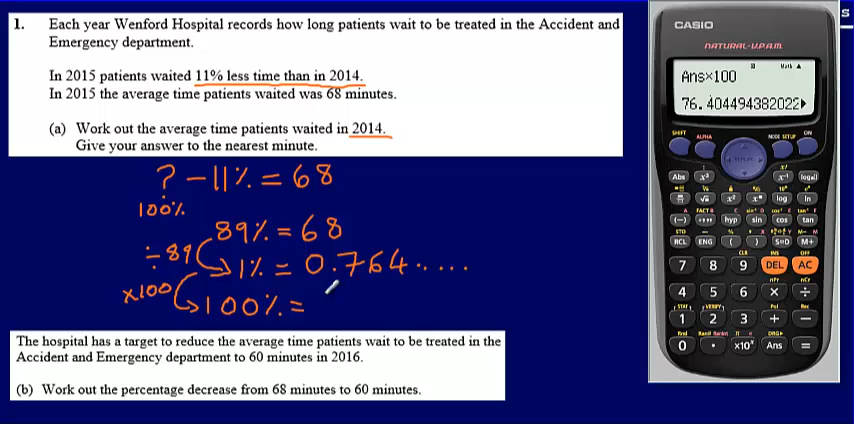 1. Each year Wenford Hospital records how long patients wait to be treated in the Accident and
Emergency department.
In 2015 patients waited 11% less time than in 2014.
In 2015 the average time patients waited was 68 minutes.
(a) Work out the average time patients waited in 2014.
Give your answer to the nearest minute.
? - 11% = 68
100%
89% = 68
÷ 89
1% = 0.764.....
x100
100% =
The hospital has a target to reduce the average time patients wait to be treated in the
Accident and Emergency department to 60 minutes in 2016.
(b) Work out the percentage decrease from 68 minutes to 60 minutes.
s
CASIO
NATURAL-V.P.A.M.
Math ▲
Ans×100
76.404494382022
SHIFT ALPHA MODE SETUP ON
REPLAY
Abs x³ x⁻¹ log
√ x² log ln
(−) hyp sin cos tan
RCL ENG ( ) S⇔D M+
7 8 9 DEL AC
4 5 6 × ÷
1 2 3 + −
0 · ×10ˣ Ans =